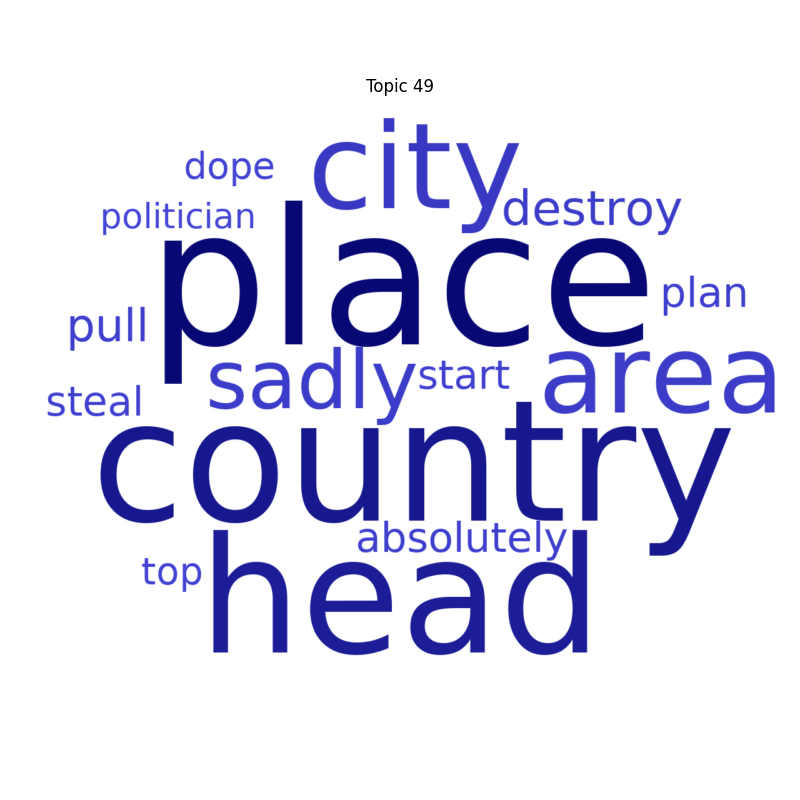 Topic 49
city
dope
destroy
politician
place
plan
pull
sadly
start
area
steal
country
absolutely
top
head